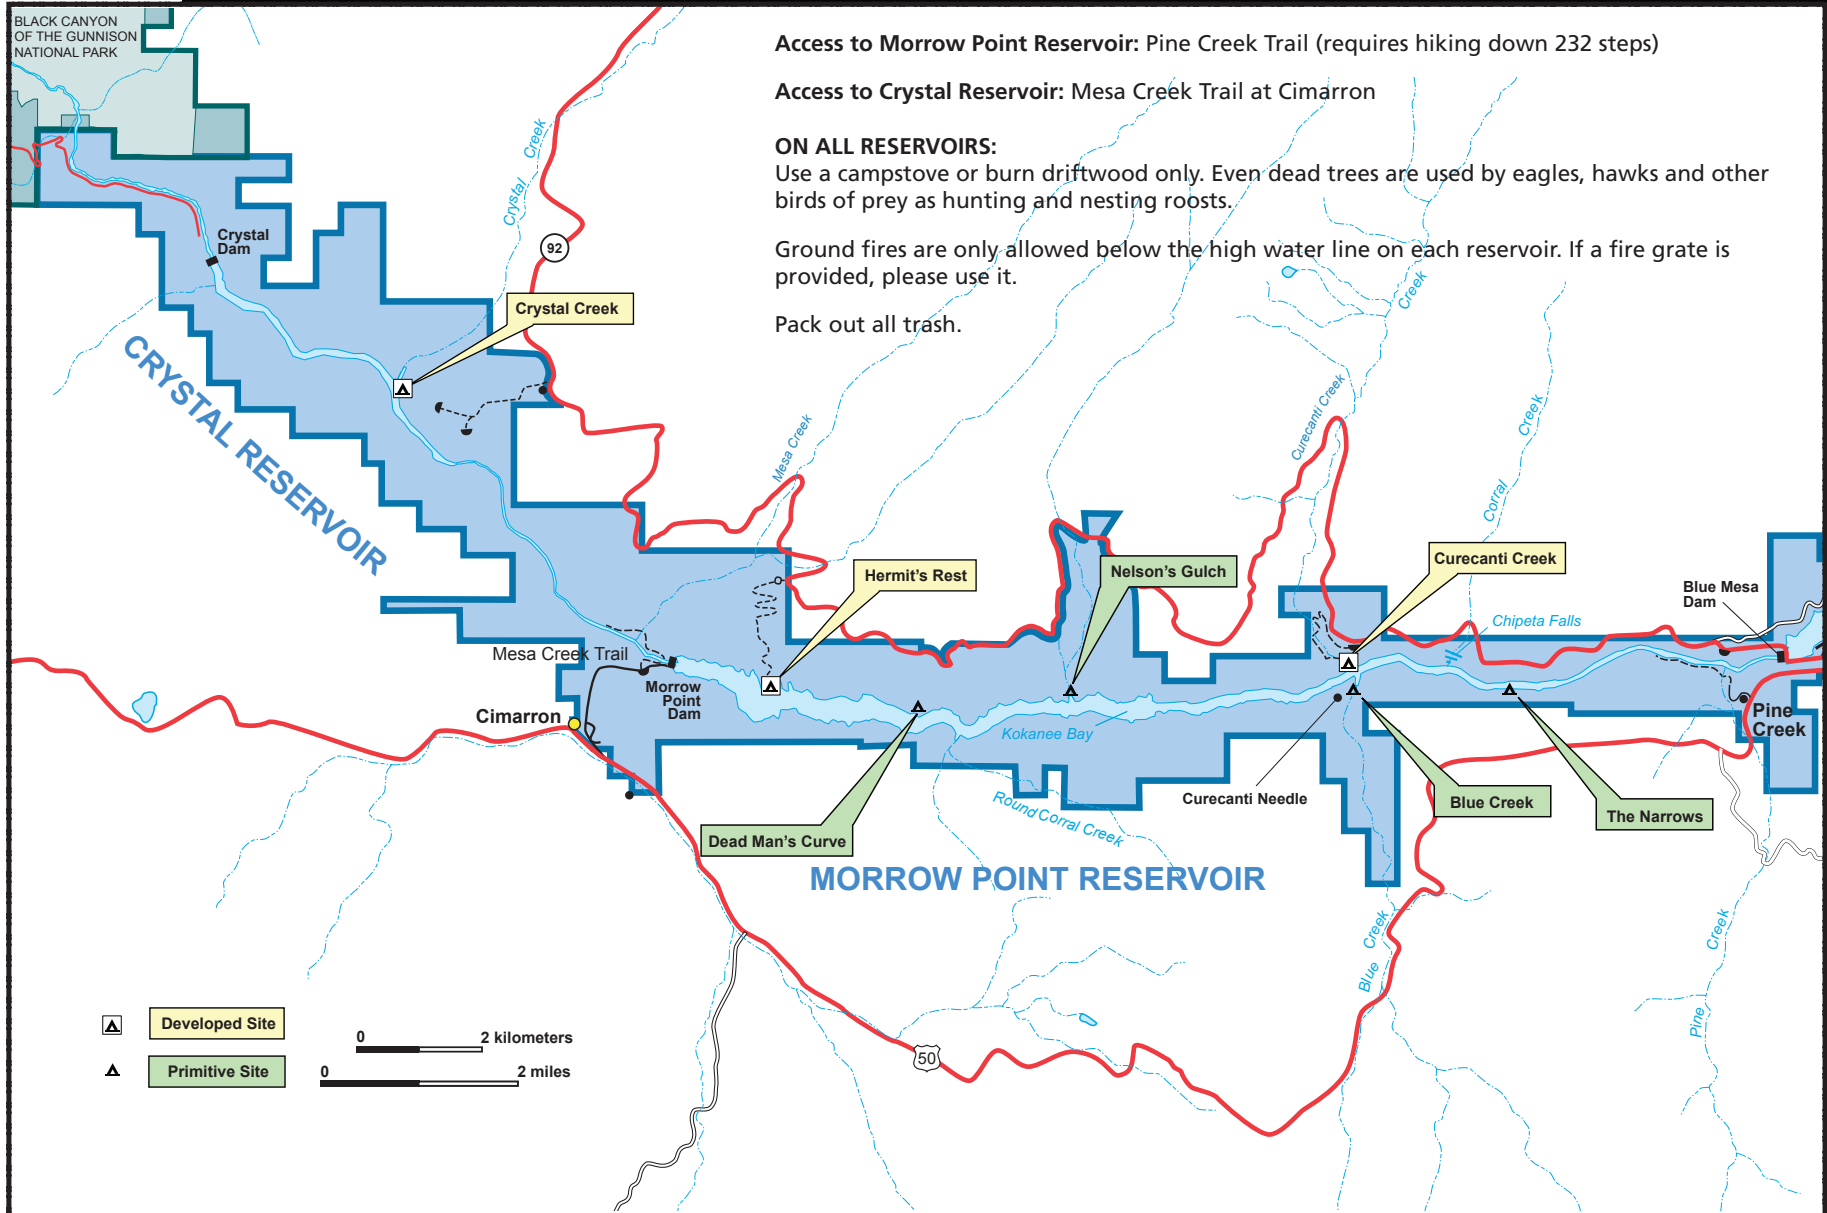 BLACK CANYON
OF THE GUNNISON
NATIONAL PARK
Access to Morrow Point Reservoir: Pine Creek Trail (requires hiking down 232 steps)
Access to Crystal Reservoir: Mesa Creek Trail at Cimarron
ON ALL RESERVOIRS:
Use a campstove or burn driftwood only. Even dead trees are used by eagles, hawks and other
birds of prey as hunting and nesting roosts.
Ground fires are only allowed below the high water line on each reservoir. If a fire grate is
provided, please use it.
Pack out all trash.
Crystal Creek
92
Crystal
Dam
Crystal Creek
CRYSTAL RESERVOIR
Mesa Creek
Curecanti Creek
Creek
Corral Creek
Hermit's Rest
Nelson's Gulch
Curecanti Creek
Blue Mesa
Dam
Chipeta Falls
Mesa Creek Trail
Morrow
Point
Dam
Cimarron
Kokanee Bay
Pine
Creek
Curecanti Needle
Round Corral Creek
Dead Man's Curve
Blue Creek
The Narrows
MORROW POINT RESERVOIR
Blue Creek
Pine Creek
50
Developed Site
Primitive Site
0 2 kilometers
0 2 miles